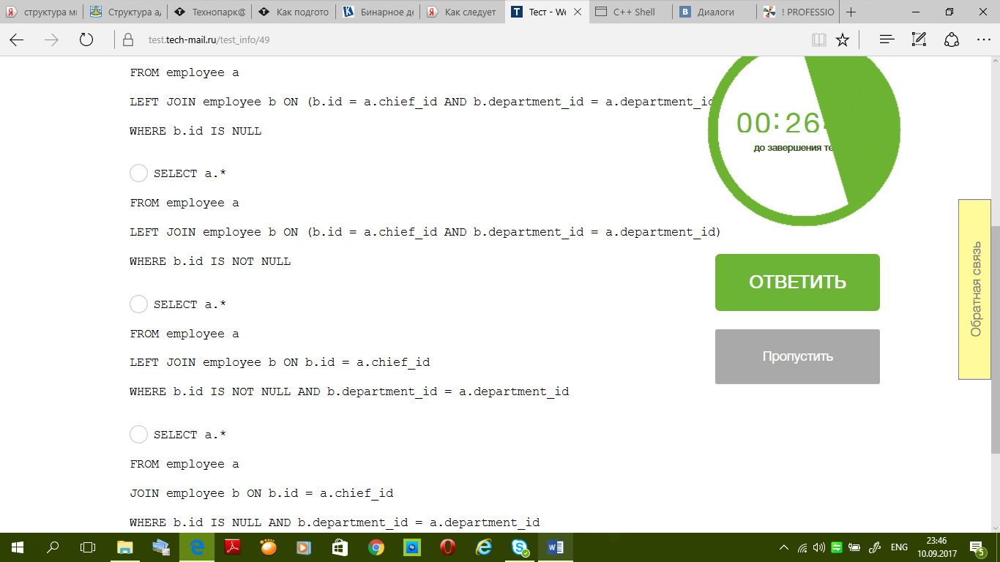 структура мі
Структура ад
Технопарк@
Как подгото
Бинарное де
Как следует
Тест - We
C++ Shell
Диалоги
! PROFESSIO
test.tech-mail.ru/test_info/49
FROM employee a
LEFT JOIN employee b ON (b.id = a.chief_id AND b.department_id = a.department_id
WHERE b.id IS NULL
00:26:
до завершения те
SELECT a.*
FROM employee a
LEFT JOIN employee b ON (b.id = a.chief_id AND b.department_id = a.department_id)
WHERE b.id IS NOT NULL
ОТВЕТИТЬ
Обратная связь
SELECT a.*
FROM employee a
Пропустить
LEFT JOIN employee b ON b.id = a.chief_id
WHERE b.id IS NOT NULL AND b.department_id = a.department_id
SELECT a.*
FROM employee a
JOIN employee b ON b.id = a.chief_id
WHERE b.id IS NULL AND b.department_id = a.department_id
ENG
23:46
10.09.2017
5